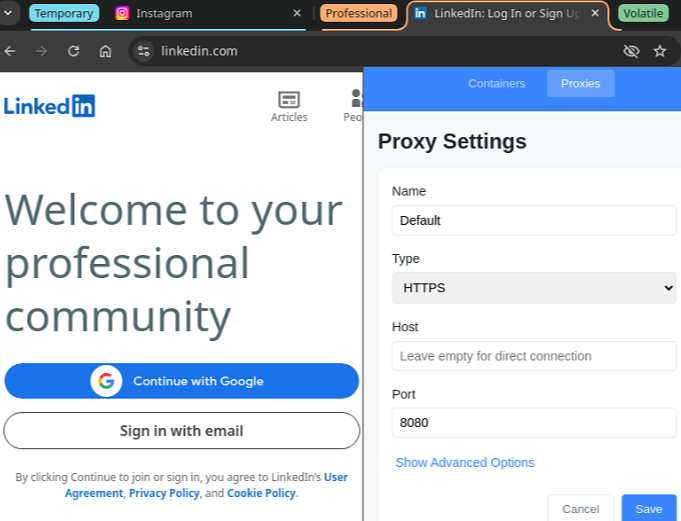 Temporary
Instagram
Professional
LinkedIn: Log In or Sign Up
Volatile
linkedin.com
Containers
Proxies
LinkedIn
Articles
Peo
Welcome to your
professional
community
Continue with Google
Sign in with email
By clicking Continue to join or sign in, you agree to LinkedIn's User
Agreement, Privacy Policy, and Cookie Policy.
Proxy Settings
Name
Default
Type
HTTPS
Host
Leave empty for direct connection
Port
8080
Show Advanced Options
Cancel
Save